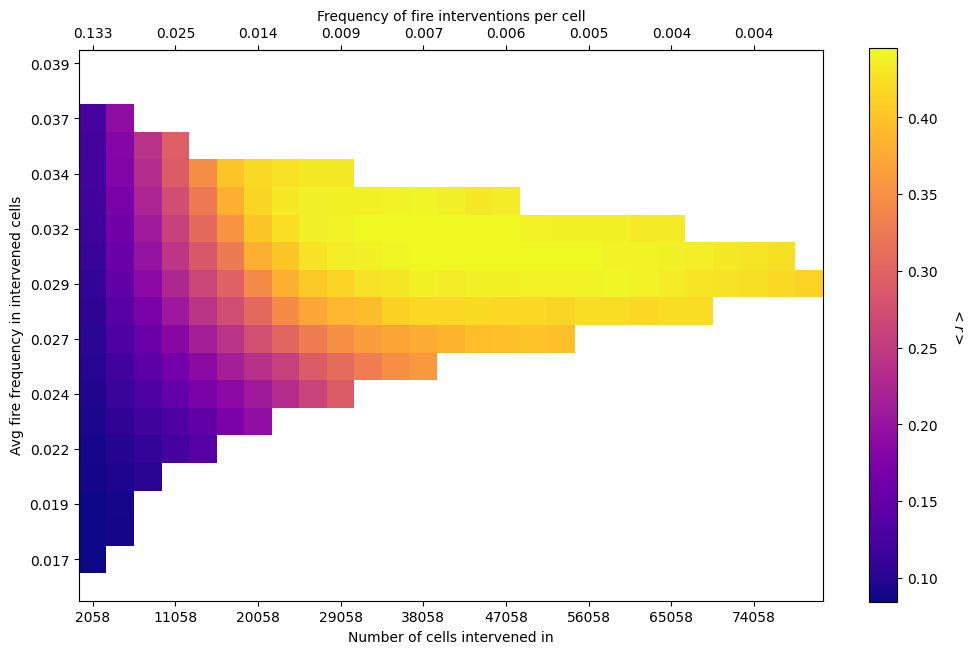 Frequency of fire interventions per cell
0.133 0.025 0.014 0.009 0.007 0.006 0.005 0.004 0.004
Avg fire frequency in intervened cells
0.039
0.037
0.034
0.032
0.029
0.027
0.024
0.022
0.019
0.017
2058 11058 20058 29058 38058 47058 56058 65058 74058
Number of cells intervened in
0.40
0.35
0.30
0.25
0.20
0.15
0.10
< r >